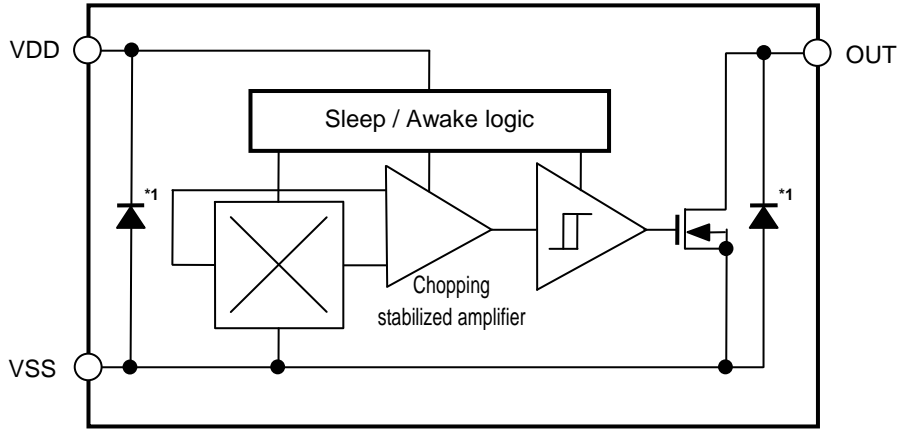 VDD
OUT
Sleep / Awake logic
*1
*1
Chopping
stabilized amplifier
VSS